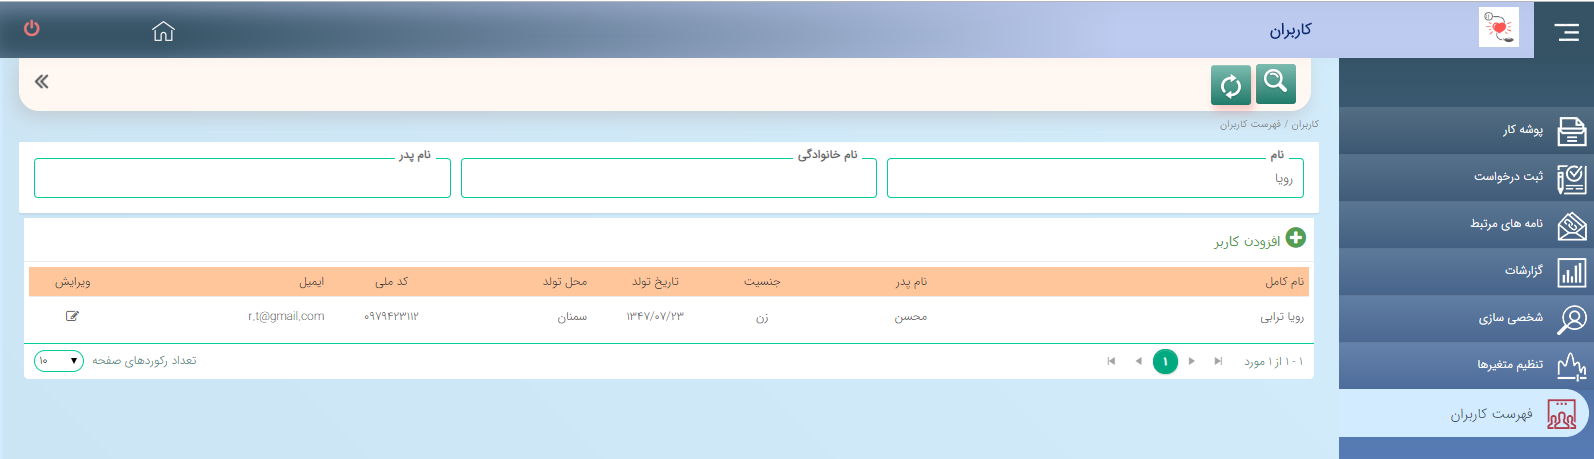 کاربران
پوشه کار
ثبت درخواست
نامه های مرتبط
گزارشات
شخصی سازی
تنظیم متغیرها
فهرست کاربران
کاربران / فهرست کاربران
نام نام خانوادگی نام پدر
رویا
افزودن کاربر
نام کامل نام پدر جنسیت تاریخ تولد محل تولد کد ملی ایمیل ویرایش
رویا ترابی محسن زن ۱۳۴۷/۰۷/۲۳ سمنان ۰۹۷۹۴۲۳۱۱۲ r.t@gmail.com
۱ - ۱ از ۱ مورد ۱ تعداد رکوردهای صفحه ۱۰